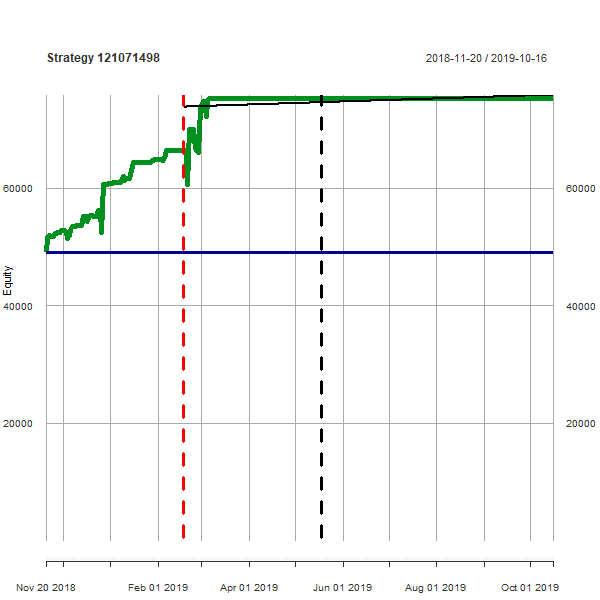 Strategy 121071498
2018-11-20 / 2019-10-16
60000
60000
Equity
40000
40000
20000
20000
Nov 20 2018
Feb 01 2019
Apr 01 2019
Jun 01 2019
Aug 01 2019
Oct 01 2019